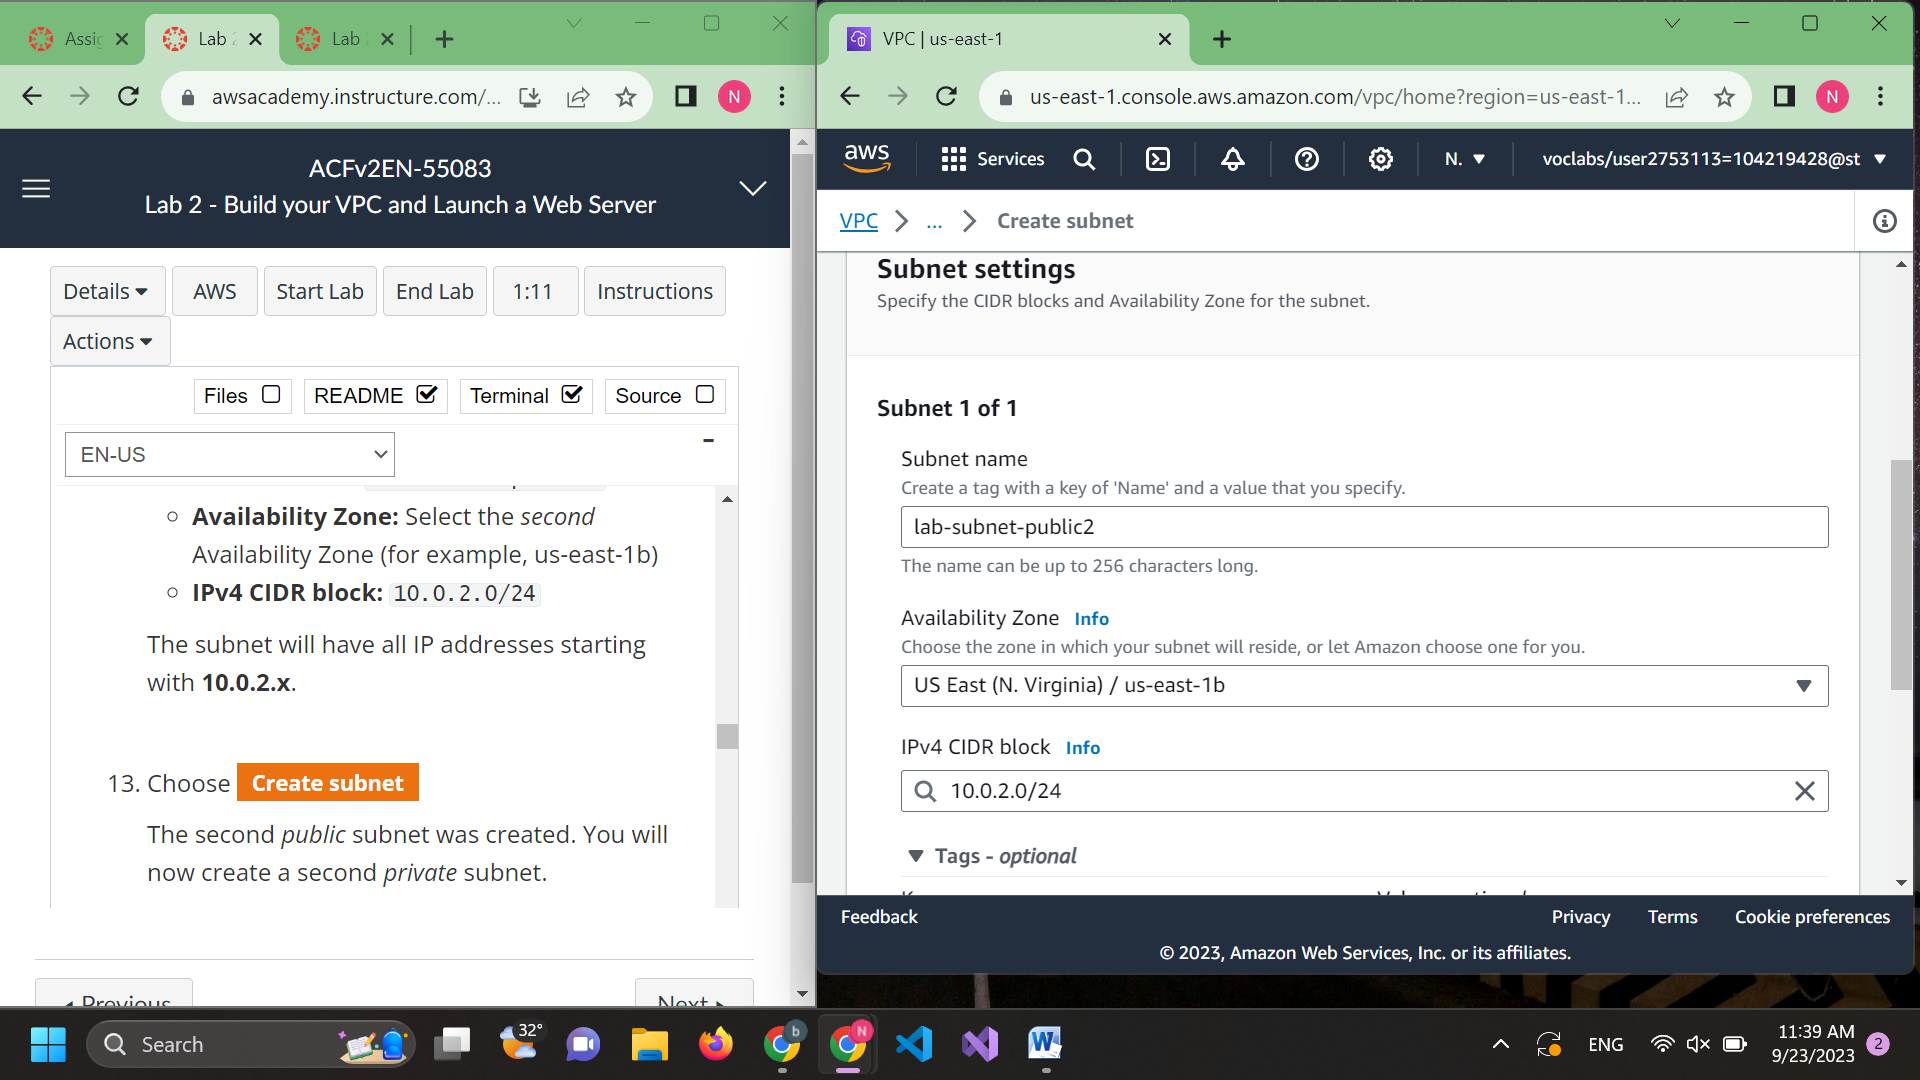 Assi
Lab 2
Lab
awsacademy.instructure.com/...
N
ACFv2EN-55083
Lab 2 - Build your VPC and Launch a Web Server
Details
AWS
Start Lab
End Lab
1:11
Instructions
Actions
Files
README
Terminal
Source
EN-US
Availability Zone: Select the second
Availability Zone (for example, us-east-1b)
IPv4 CIDR block: 10.0.2.0/24
The subnet will have all IP addresses starting
with 10.0.2.x.
13. Choose Create subnet
The second public subnet was created. You will
now create a second private subnet.
Previous
Next
VPC | us-east-1
us-east-1.console.aws.amazon.com/vpc/home?region=us-east-1...
N
aws
Services
N.
voclabs/user2753113=104219428@st
VPC
...
Create subnet
Subnet settings
Specify the CIDR blocks and Availability Zone for the subnet.
Subnet 1 of 1
Subnet name
Create a tag with a key of 'Name' and a value that you specify.
lab-subnet-public2
The name can be up to 256 characters long.
Availability Zone Info
Choose the zone in which your subnet will reside, or let Amazon choose one for you.
US East (N. Virginia) / us-east-1b
IPv4 CIDR block Info
10.0.2.0/24
Tags - optional
Feedback
Privacy
Terms
Cookie preferences
© 2023, Amazon Web Services, Inc. or its affiliates.
Search
32°
b
N
ENG
11:39 AM
9/23/2023
2